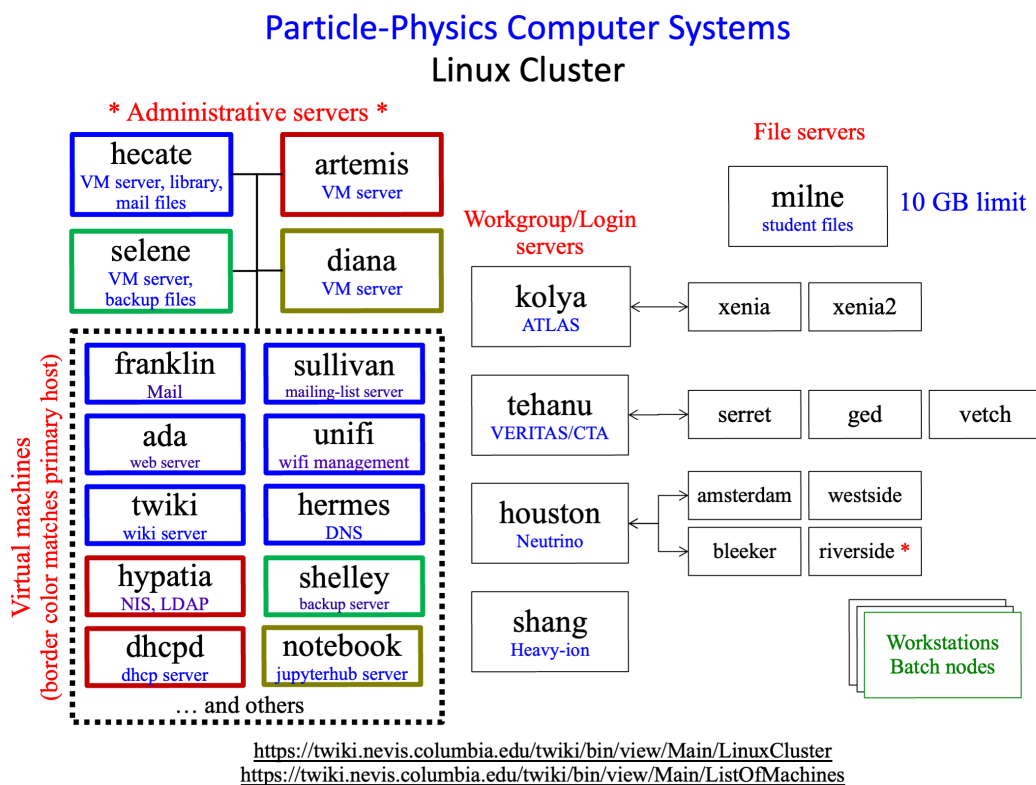 Particle-Physics Computer Systems
Linux Cluster
* Administrative servers *
hecate
VM server, library,
mail files
artemis
VM server
selene
VM server,
backup files
diana
VM server
Virtual machines
(border color matches primary host)
franklin
Mail
sullivan
mailing-list server
ada
web server
unifi
wifi management
twiki
wiki server
hermes
DNS
hypatia
NIS, LDAP
shelley
backup server
dhcpd
dhcp server
notebook
jupyterhub server
… and others
Workgroup/Login
servers
kolya
ATLAS
tehanu
VERITAS/CTA
houston
Neutrino
shang
Heavy-ion
File servers
milne
student files
10 GB limit
xenia
xenia2
serret
ged
vetch
amsterdam
westside
bleeker
riverside *
Workstations
Batch nodes
https://twiki.nevis.columbia.edu/twiki/bin/view/Main/LinuxCluster
https://twiki.nevis.columbia.edu/twiki/bin/view/Main/ListOfMachines